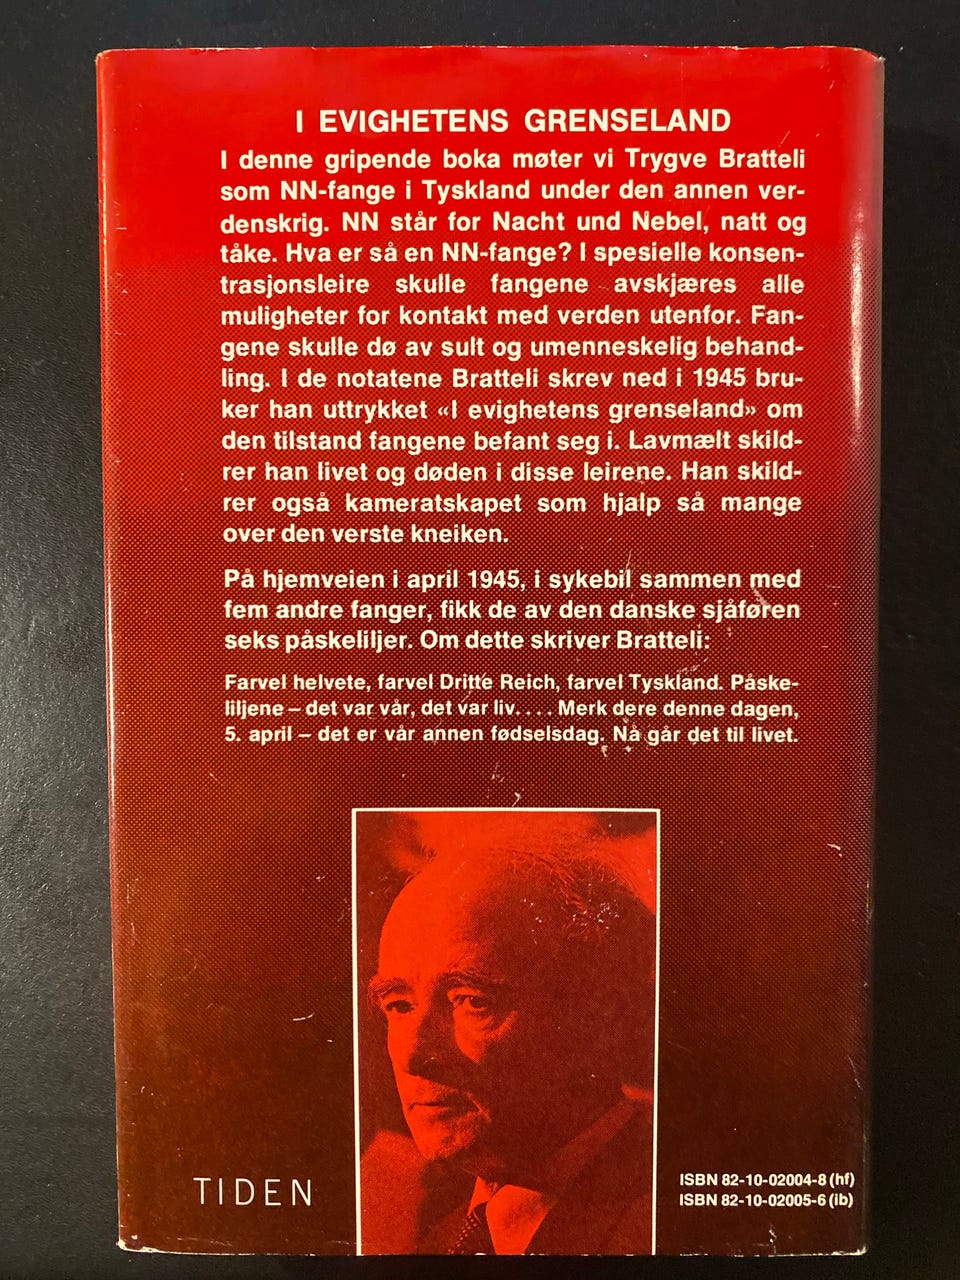 I EVIGHETENS GRENSELAND
I denne gripende boka møter vi Trygve Bratteli
som NN-fange i Tyskland under den annen ver-
denskrig. NN står for Nacht und Nebel, natt og
tåke. Hva er så en NN-fange? I spesielle konsen-
trasjonsleire skulle fangene avskjæres alle
muligheter for kontakt med verden utenfor. Fan-
gene skulle dø av sult og umenneskelig behand-
ling. I de notatene Bratteli skrev ned i 1945 bru-
ker han uttrykket «I evighetens grenseland» om
den tilstand fangene befant seg i. Lavmælt skild-
rer han livet og døden i disse leirene. Han skild-
rer også kameratskapet som hjalp så mange
over den verste kneiken.
På hjemveien i april 1945, i sykebil sammen med
fem andre fanger, fikk de av den danske sjåføren
seks påskeliljer. Om dette skriver Bratteli:
Farvel helvete, farvel Dritte Reich, farvel Tyskland. Påske-
liljene – det var vår, det var liv. . . . Merk dere denne dagen,
5. april – det er vår annen fødselsdag. Nå går det til livet.
TIDEN
ISBN 82-10-02004-8 (hf)
ISBN 82-10-02005-6 (ib)